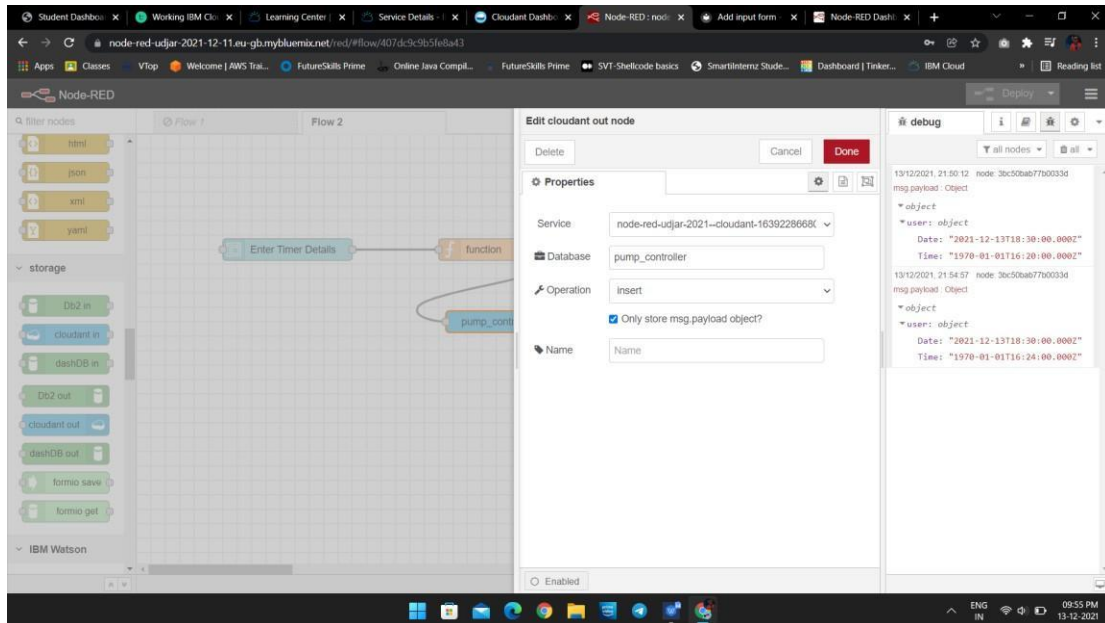 Student Dashboa
Working IBM Clo
Learning Center |
Service Details - I
Cloudant Dashbo
Node-RED : node
Add input form
Node-RED Dashb
node-red-udjar-2021-12-11.eu-gb.mybluemix.net/red/#flow/407dc9c9b5fe8a43
Apps
Classes
VTop
Welcome | AWS Trai...
FutureSkills Prime
Online Java Compil...
FutureSkills Prime
SVT-Shellcode basics
SmartiInternz Stude...
Dashboard | Tinker...
IBM Cloud
»
Reading list
Node-RED
Deploy
filter nodes
html
json
xml
yaml
storage
Db2 in
cloudant in
dashDB in
Db2 out
cloudant out
dashDB out
formio save
formio get
IBM Watson
Flow 1
Flow 2
Enter Timer Details
function
pump_contr
Edit cloudant out node
Delete
Cancel
Done
Properties
Service
node-red-udjar-2021--cloudant-1639228668(
Database
pump_controller
Operation
insert
Only store msg.payload object?
Name
Name
Enabled
debug
all nodes
all
13/12/2021, 21:50:12 node: 3bc50bab77b0033d
msg.payload : Object
object
user: object
Date: "2021-12-13T18:30:00.000Z"
Time: "1970-01-01T16:20:00.000Z"
13/12/2021, 21:54:57 node: 3bc50bab77b0033d
msg.payload : Object
object
user: object
Date: "2021-12-13T18:30:00.000Z"
Time: "1970-01-01T16:24:00.000Z"
ENG
IN
09:55 PM
13-12-2021